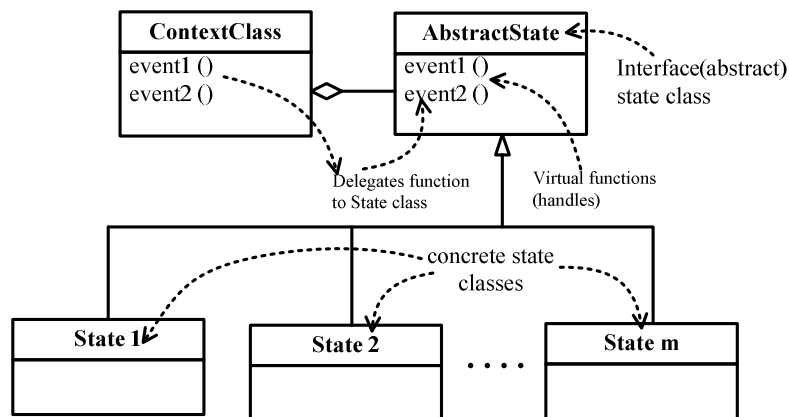 ContextClass
event1 ()
event2 ()
AbstractState
event1 ()
event2 ()
Interface(abstract)
state class
Delegates function
to State class
Virtual functions
(handles)
concrete state
classes
State 1
State 2
. . . .
State m